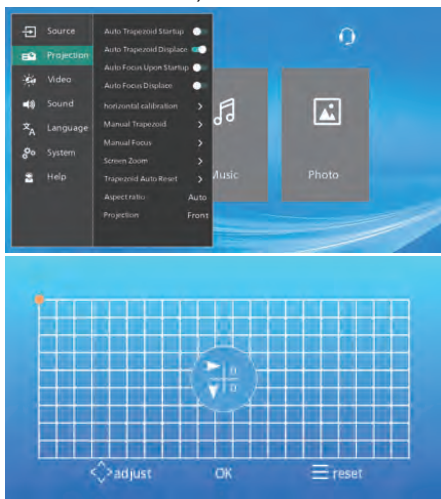 Source
Projection
Video
Sound
Language
System
Help
Auto Trapezoid Startup
Auto Trapezoid Displace
Auto Focus Upon Startup
Auto Focus Displace
horizontal calibration
Manual Trapezoid
Manual Focus
Screen Zoom
Trapezoid Auto Reset
Aspect ratio Auto
Projection Front
Music
Photo
0
0
adjust OK reset